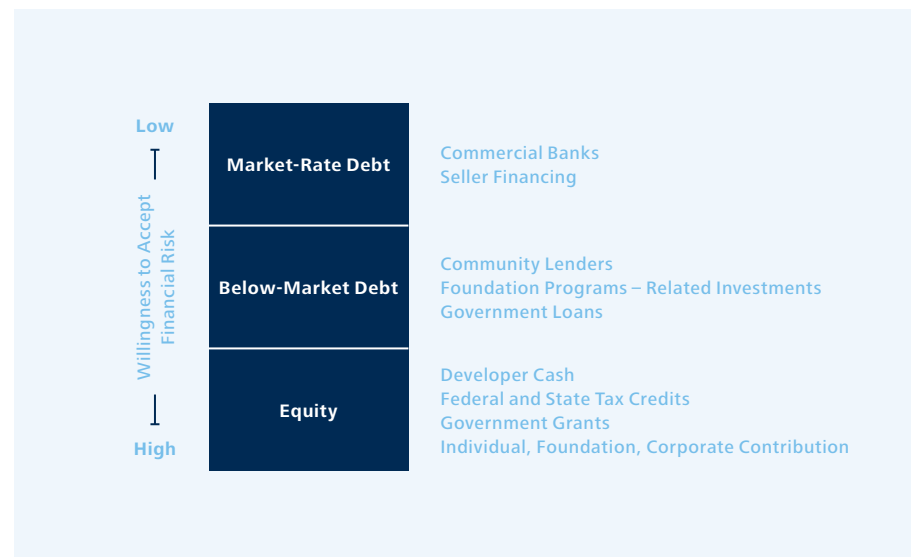 Low
Willingness to Accept
Financial Risk
High
Market-Rate Debt
Commercial Banks
Seller Financing
Below-Market Debt
Community Lenders
Foundation Programs – Related Investments
Government Loans
Equity
Developer Cash
Federal and State Tax Credits
Government Grants
Individual, Foundation, Corporate Contribution